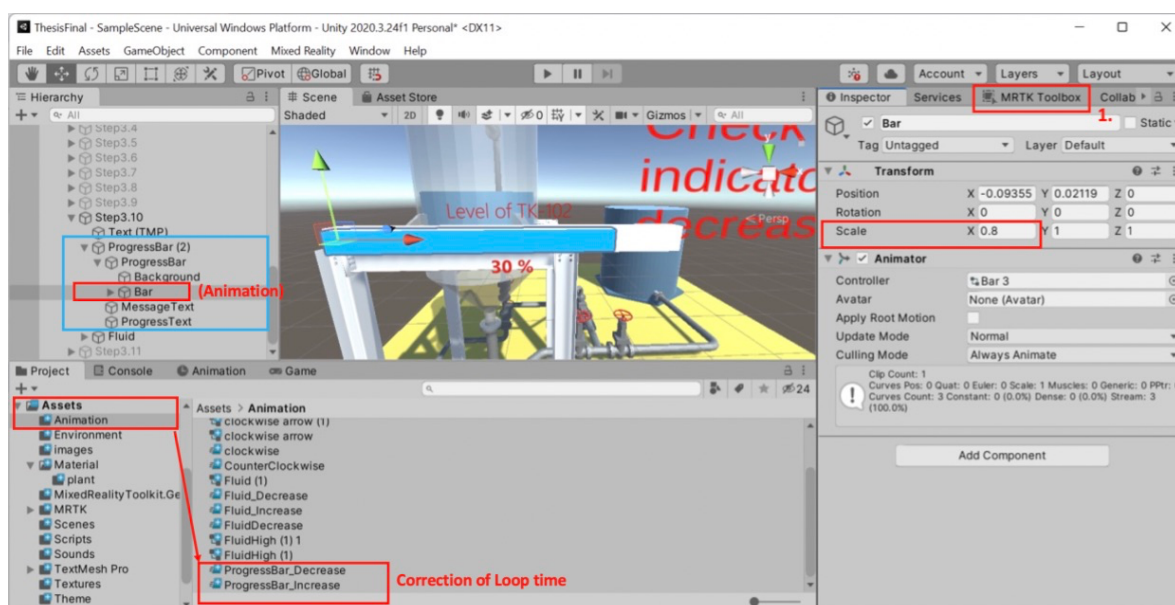 ThesisFinal - SampleScene - Universal Windows Platform - Unity 2020.3.24f1 Personal* <DX11>
File Edit Assets GameObject Component Mixed Reality Window Help
Pivot Global Account Layers Layout
Hierarchy
All
Step3.4
Step3.5
Step3.6
Step3.7
Step3.8
Step3.9
Step3.10
Text (TMP)
ProgressBar (2)
ProgressBar
Background
Bar
(Animation)
MessageText
ProgressText
Fluid
Step3.11
Scene Asset Store
Shaded 2D 0 Gizmos All
Check
indicato
decreas
Level of TK-102
30 %
y
< Persp
Inspector Services MRTK Toolbox Collab
1.
Bar Static
Tag Untagged Layer Default
Transform
Position X -0.09355 Y 0.02119 Z 0
Rotation X 0 Y 0 Z 0
Scale X 0.8 Y 1 Z 1
Animator
Controller Bar 3
Avatar None (Avatar)
Apply Root Motion
Update Mode Normal
Culling Mode Always Animate
Clip Count: 1
Curves Pos: 0 Quat: 0 Euler: 0 Scale: 1 Muscles: 0 Generic: 0 PPtr:
Curves Count: 3 Constant: 0 (0.0%) Dense: 0 (0.0%) Stream: 3
(100.0%)
Add Component
Project Console Animation Game
24
Assets
Animation
Environment
images
Material
plant
MixedRealityToolkit.Ge
MRTK
Scenes
Scripts
Sounds
TextMesh Pro
Textures
Theme
Assets > Animation
clockwise arrow (1)
clockwise arrow
clockwise
CounterClockwise
Fluid (1)
Fluid_Decrease
Fluid_Increase
FluidDecrease
FluidHigh (1) 1
FluidHigh (1)
ProgressBar_Decrease
ProgressBar_Increase
Correction of Loop time